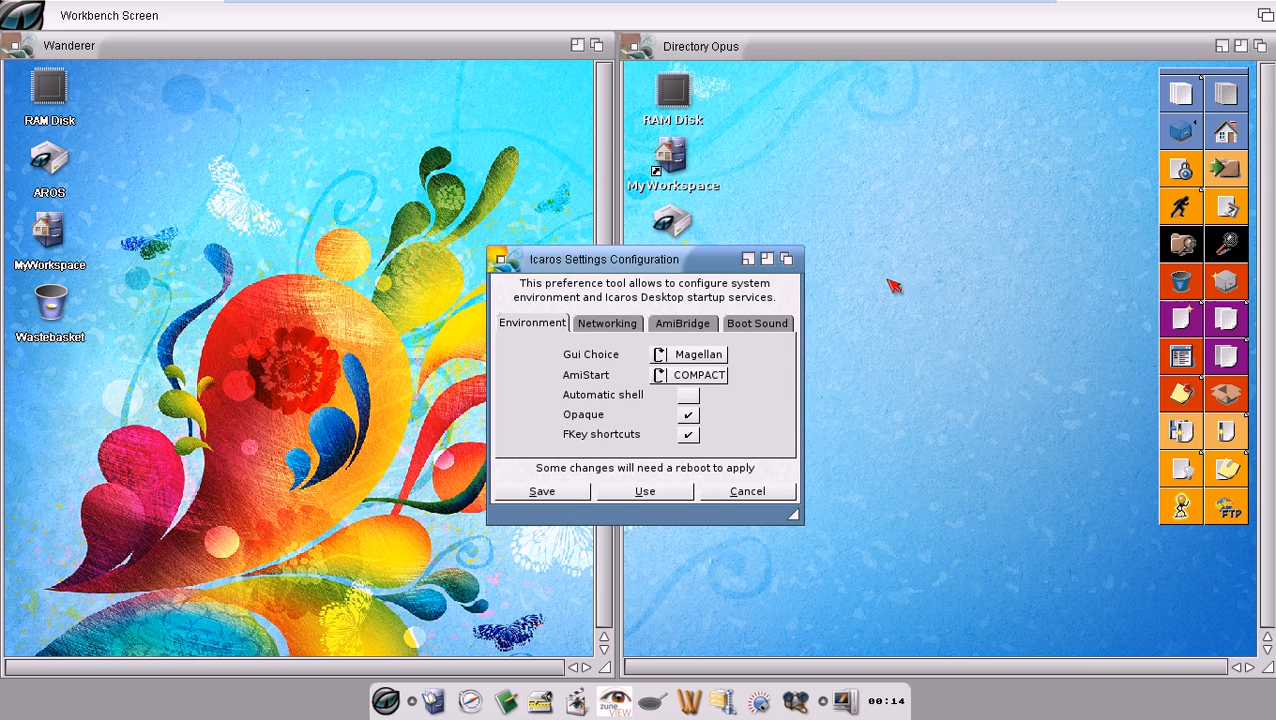 Workbench Screen
Wanderer
Directory Opus
RAM Disk
AROS
MyWorkspace
Wastebasket
RAM Disk
MyWorkspace
Icaros Settings Configuration
This preference tool allows to configure system
environment and Icaros Desktop startup services.
Environment
Networking
AmiBridge
Boot Sound
Gui Choice
Magellan
AmiStart
COMPACT
Automatic shell
Opaque
FKey shortcuts
Some changes will need a reboot to apply
Save
Use
Cancel
FTP
zune
VIEW
00:14